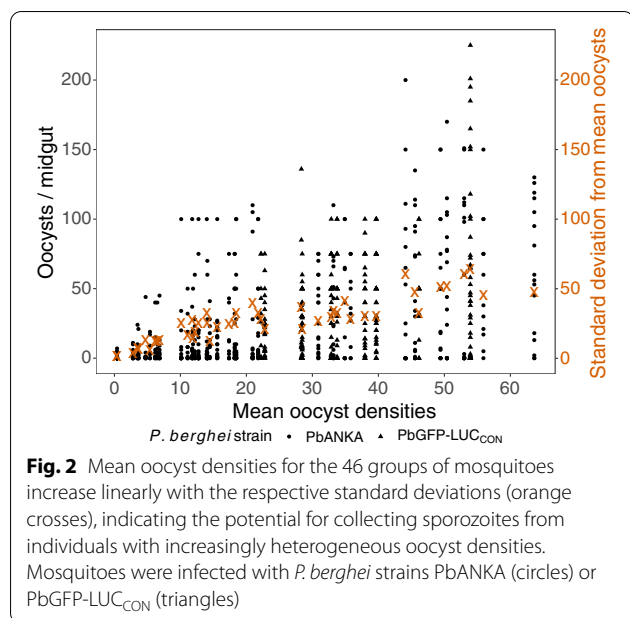 200
150
100
50
0
Oocysts / midgut
200
150
100
50
0
Standard deviation from mean oocysts
0 10 20 30 40 50 60
Mean oocyst densities
P. berghei strain • PbANKA ▲ PbGFP-LUCCON
Fig. 2 Mean oocyst densities for the 46 groups of mosquitoes
increase linearly with the respective standard deviations (orange
crosses), indicating the potential for collecting sporozoites from
individuals with increasingly heterogeneous oocyst densities.
Mosquitoes were infected with P. berghei strains PbANKA (circles) or
PbGFP-LUCCON (triangles)